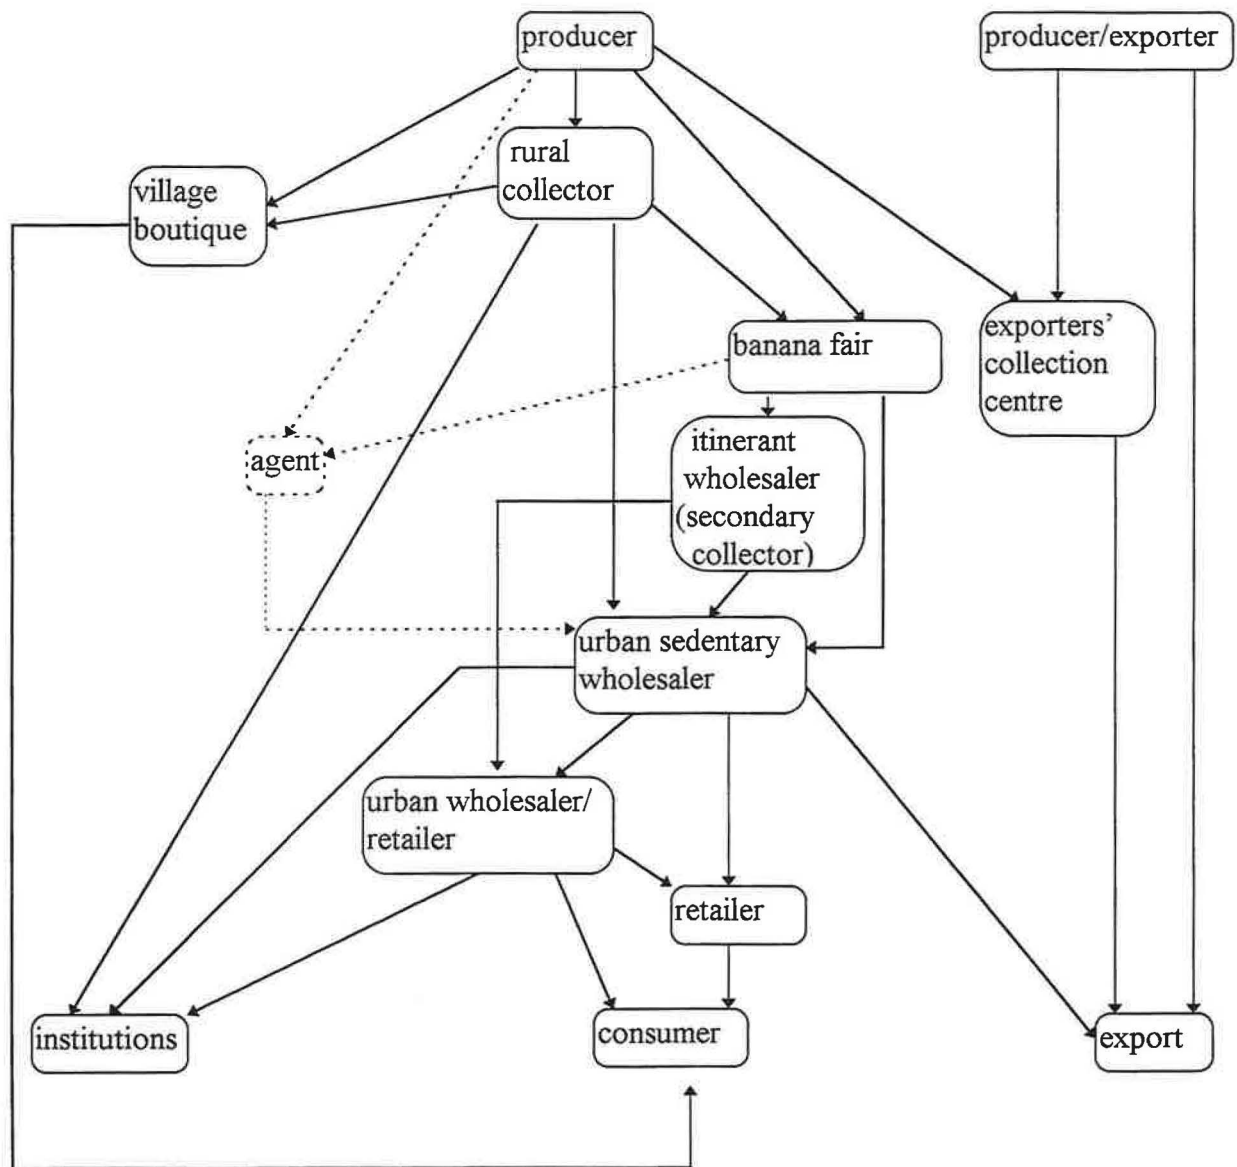 producer
producer/exporter
rural
collector
village
boutique
exporters’
collection
centre
banana fair
agent
itinerant
wholesaler
(secondary
collector)
urban sedentary
wholesaler
urban wholesaler/
retailer
retailer
institutions
consumer
export